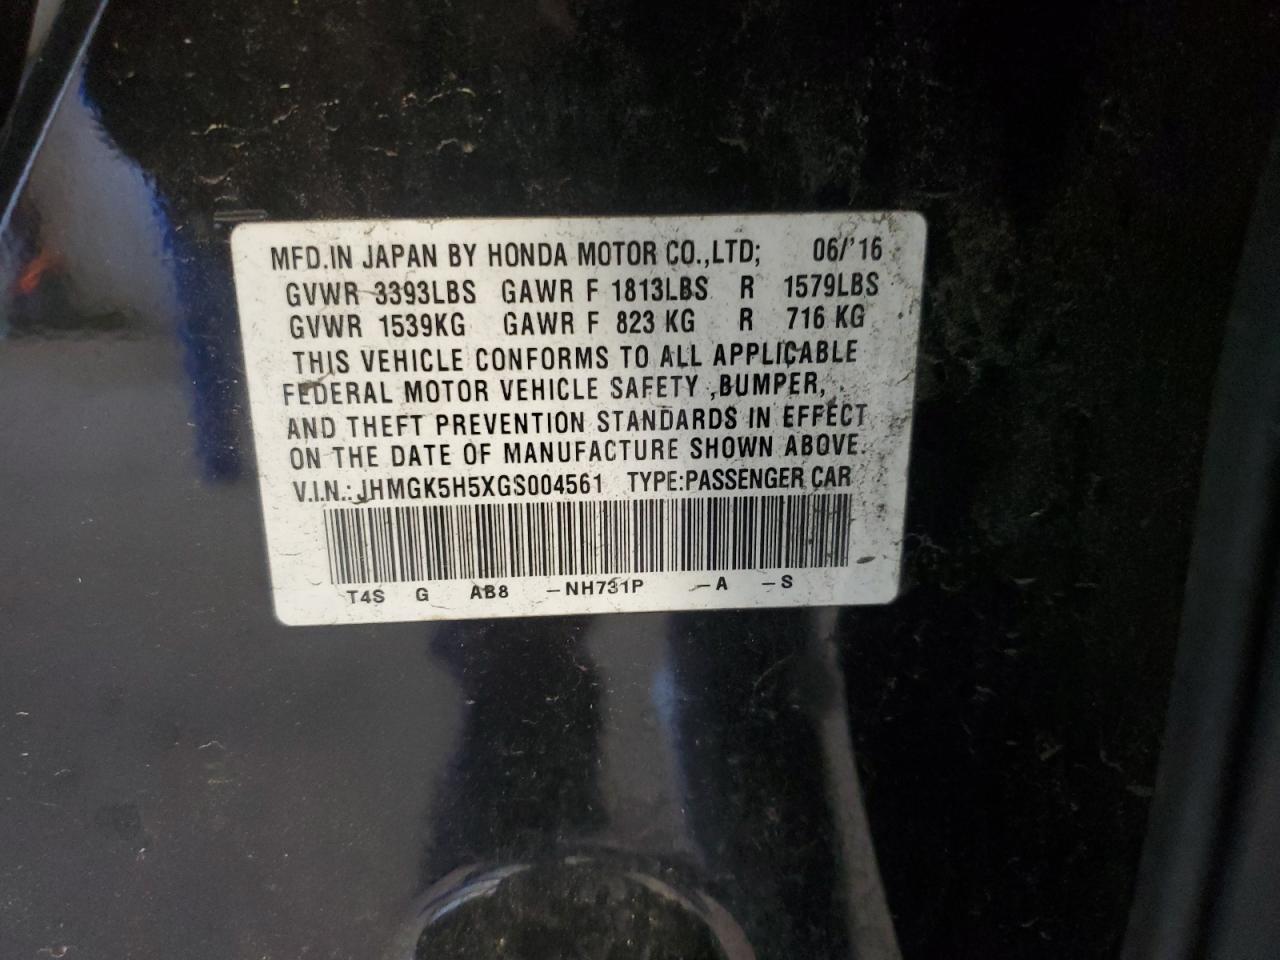 MFD.IN JAPAN BY HONDA MOTOR CO.,LTD; 06/'16
GVWR 3393LBS GAWR F 1813LBS R 1579LBS
GVWR 1539KG GAWR F 823 KG R 716 KG
THIS VEHICLE CONFORMS TO ALL APPLICABLE
FEDERAL MOTOR VEHICLE SAFETY ,BUMPER,
AND THEFT PREVENTION STANDARDS IN EFFECT
ON THE DATE OF MANUFACTURE SHOWN ABOVE.
V.I.N.: JHMGK5H5XGS004561 TYPE:PASSENGER CAR
T4S G AB8 -NH731P -A -S